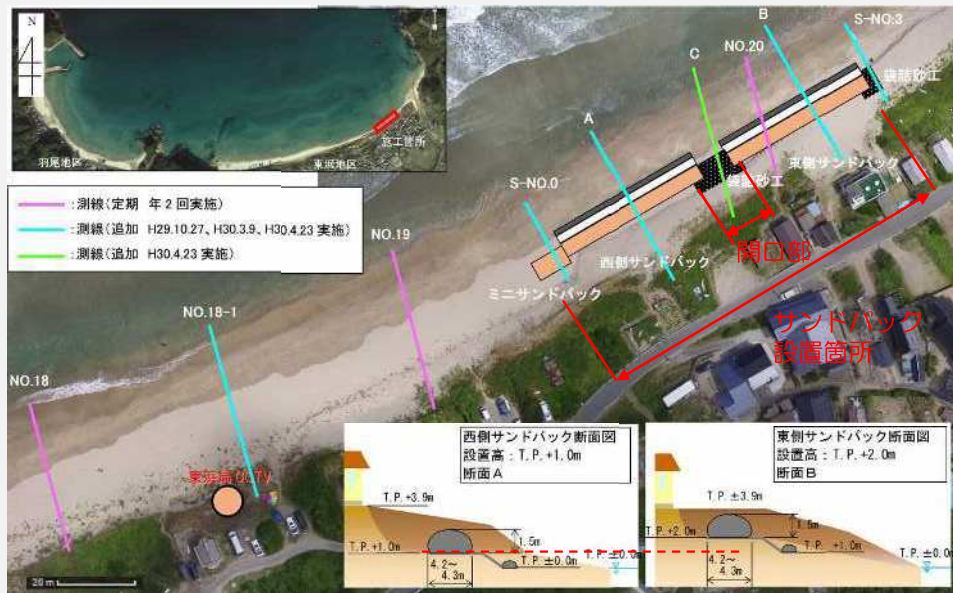 N
羽尾地区
東浜地区
施工箇所
:測線(定期 年2回実施)
:測線(追加 H29.10.27、H30.3.9、H30.4.23 実施)
:測線(追加 H30.4.23 実施)
NO.18
NO.18-1
NO.19
S-NO.0
A
C
NO.20
B
S-NO:3
袋詰砂工
東側サンドパック
袋詰砂工
開口部
西側サンドパック
ミニサンドパック
サンドパック
設置箇所
20 m
西側サンドパック断面図
設置高:T.P.+1.0m
断面A
T.P.+3.9m
1.5m
T.P.+1.0m
T.P.±0.0m
T.P.±0.0m
4.2~
4.3m
東側サンドパック断面図
設置高:T.P.+2.0m
断面B
T.P.±3.9m
T.P.+2.0m
1.5m
T.P.+1.0m
T.P.±0.0m
4.2~
4.3m